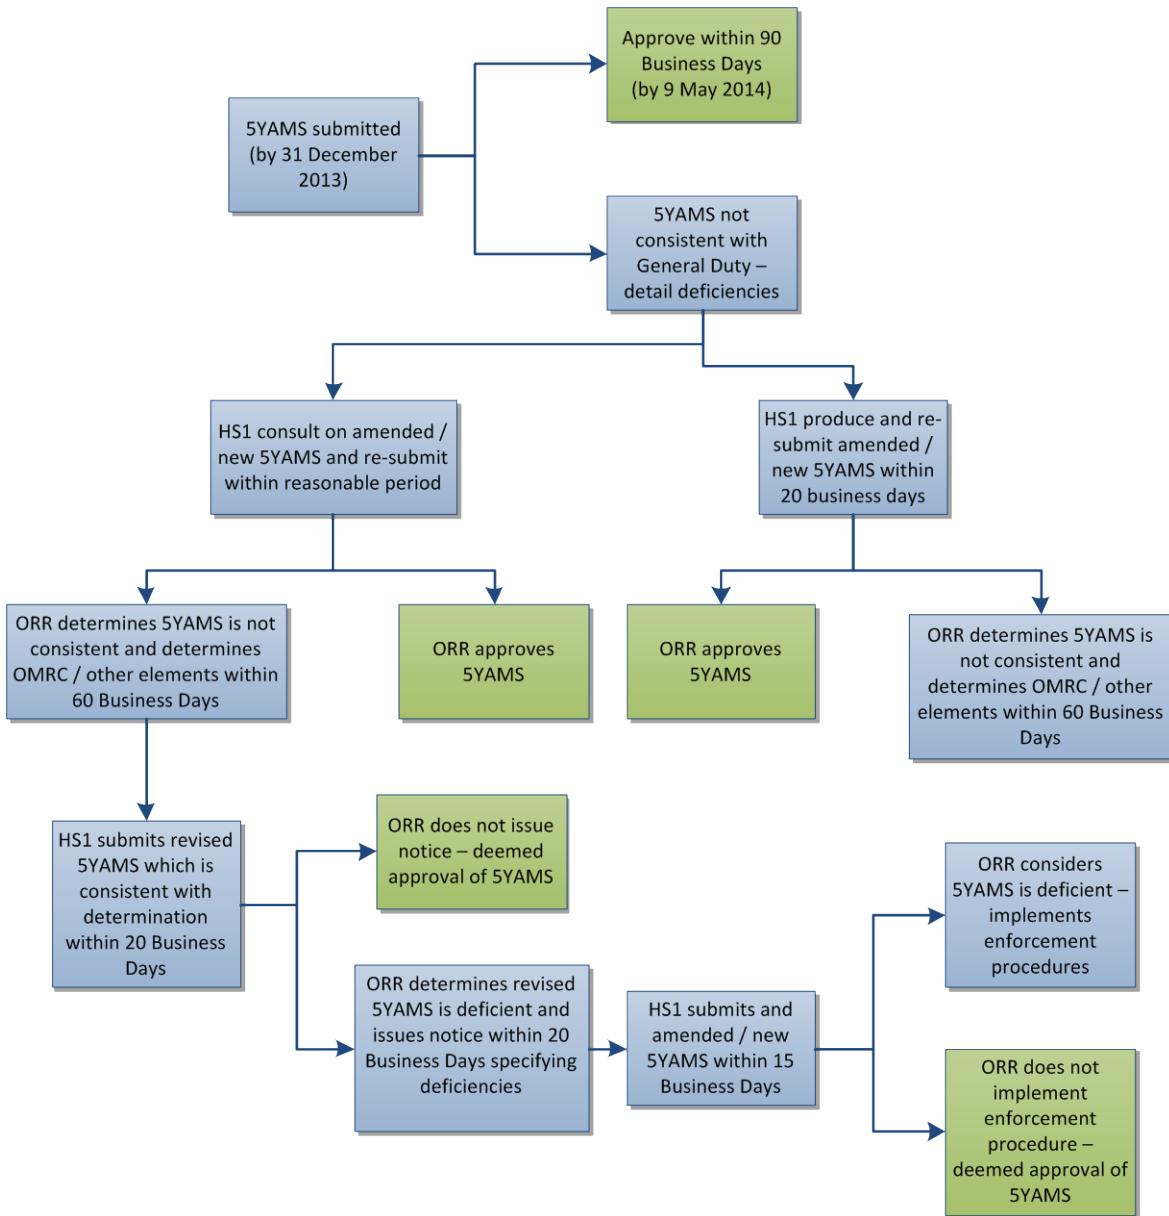 Approve within 90
Business Days
(by 9 May 2014)
5YAMS submitted
(by 31 December
2013)
5YAMS not
consistent with
General Duty –
detail deficiencies
HS1 consult on amended /
new 5YAMS and re-submit
within reasonable period
HS1 produce and re-
submit amended /
new 5YAMS within
20 business days
ORR determines 5YAMS is not
consistent and determines
OMRC / other elements within
60 Business Days
ORR approves
5YAMS
ORR approves
5YAMS
ORR determines 5YAMS is
not consistent and
determines OMRC / other
elements within 60 Business
Days
HS1 submits revised
5YAMS which is
consistent with
determination
within 20 Business
Days
ORR does not issue
notice – deemed
approval of 5YAMS
ORR determines revised
5YAMS is deficient and
issues notice within 20
Business Days specifying
deficiencies
HS1 submits and
amended / new
5YAMS within 15
Business Days
ORR considers
5YAMS is deficient –
implements
enforcement
procedures
ORR does not
implement
enforcement
procedure –
deemed approval of
5YAMS